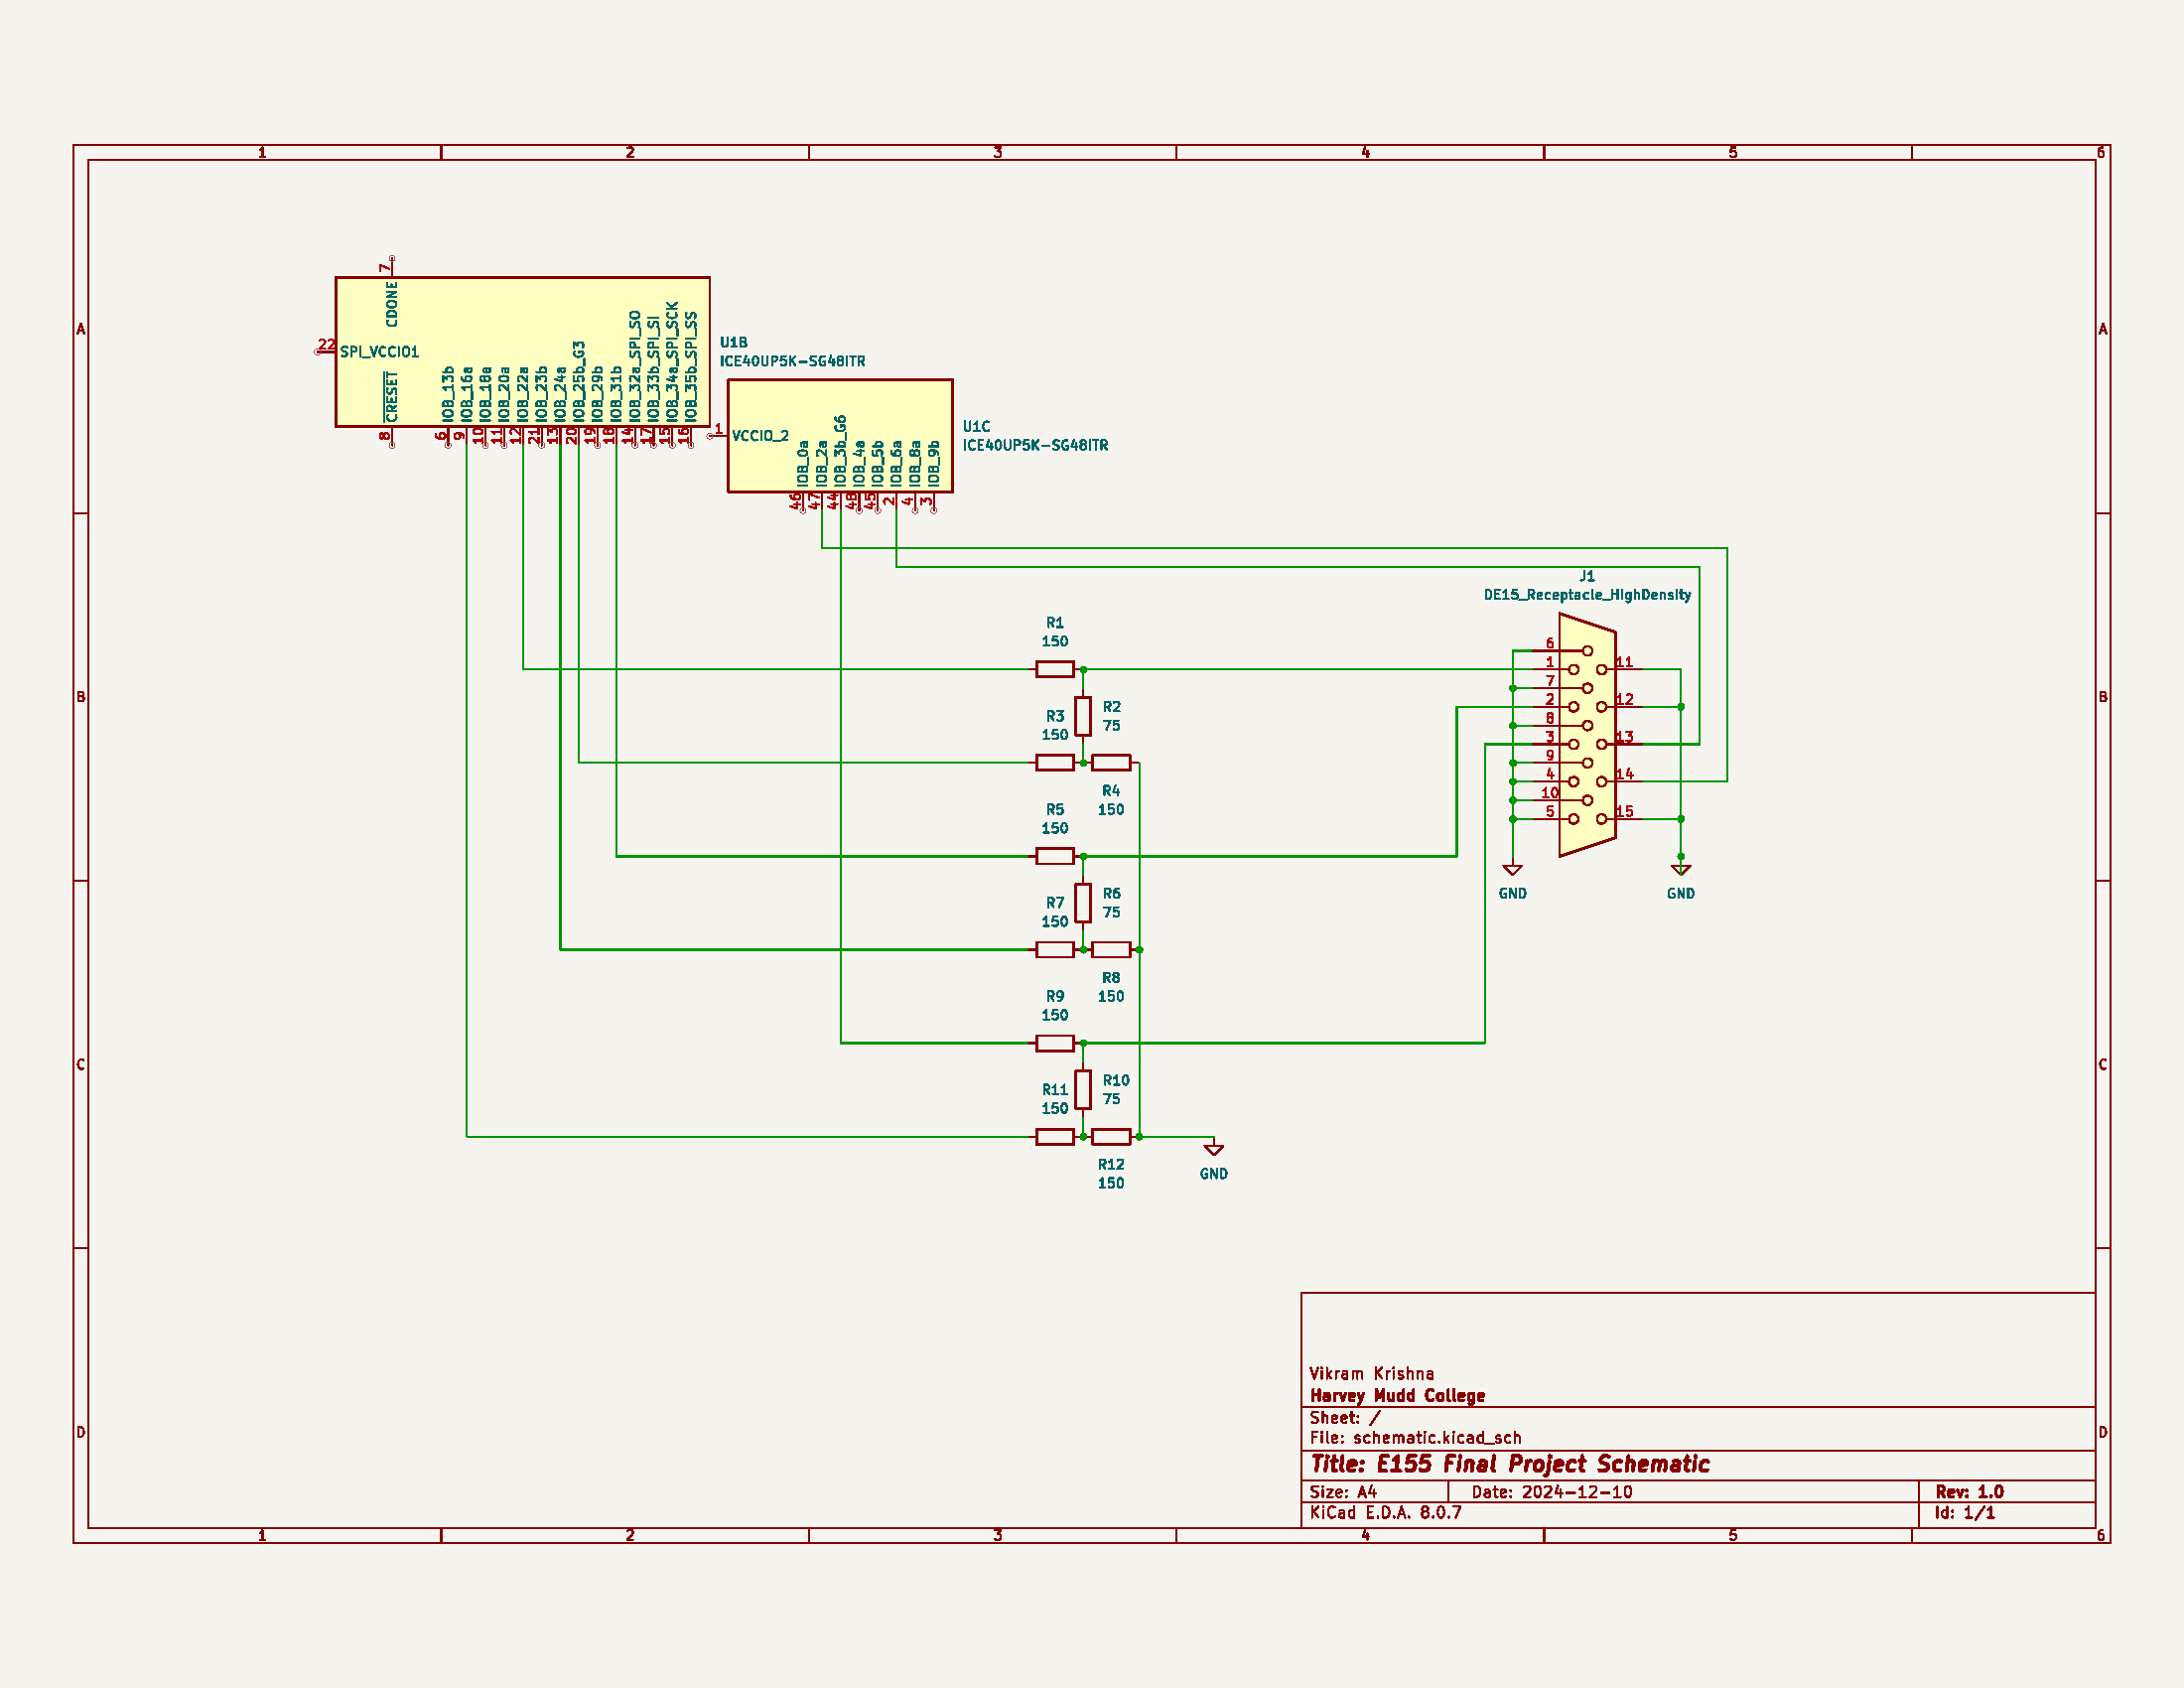 1 2 3 4 5 6
A A
B B
C C
D D
7
CDONE
22
SPI_VCCIO1
CRESET
8
IOB_13b
IOB_16a
IOB_18a
IOB_20a
IOB_22a
IOB_23b
IOB_24a
IOB_25b_G3
IOB_29b
IOB_31b
IOB_32a_SPI_SO
IOB_33b_SPI_SI
IOB_34a_SPI_SCK
IOB_35b_SPI_SS
6 9 10 11 12 21 13 20 19 18 14 17 15 16
U1B
ICE40UP5K-SG48ITR
1
VCCIO_2
IOB_0a
IOB_2a
IOB_3b_G6
IOB_4a
IOB_5b
IOB_6a
IOB_8a
IOB_9b
46 47 44 48 45 2 4 3
U1C
ICE40UP5K-SG48ITR
J1
DE15_Receptacle_HighDensity
6
1
7
2
8
3
9
4
10
5
11
12
13
14
15
GND
GND
R1
150
R2
75
R3
150
R4
150
R5
150
R6
75
R7
150
R8
150
R9
150
R10
75
R11
150
R12
150
GND
Vikram Krishna
Harvey Mudd College
Sheet: /
File: schematic.kicad_sch
Title: E155 Final Project Schematic
Size: A4 Date: 2024-12-10 Rev: 1.0
KiCad E.D.A. 8.0.7 Id: 1/1
1 2 3 4 5 6